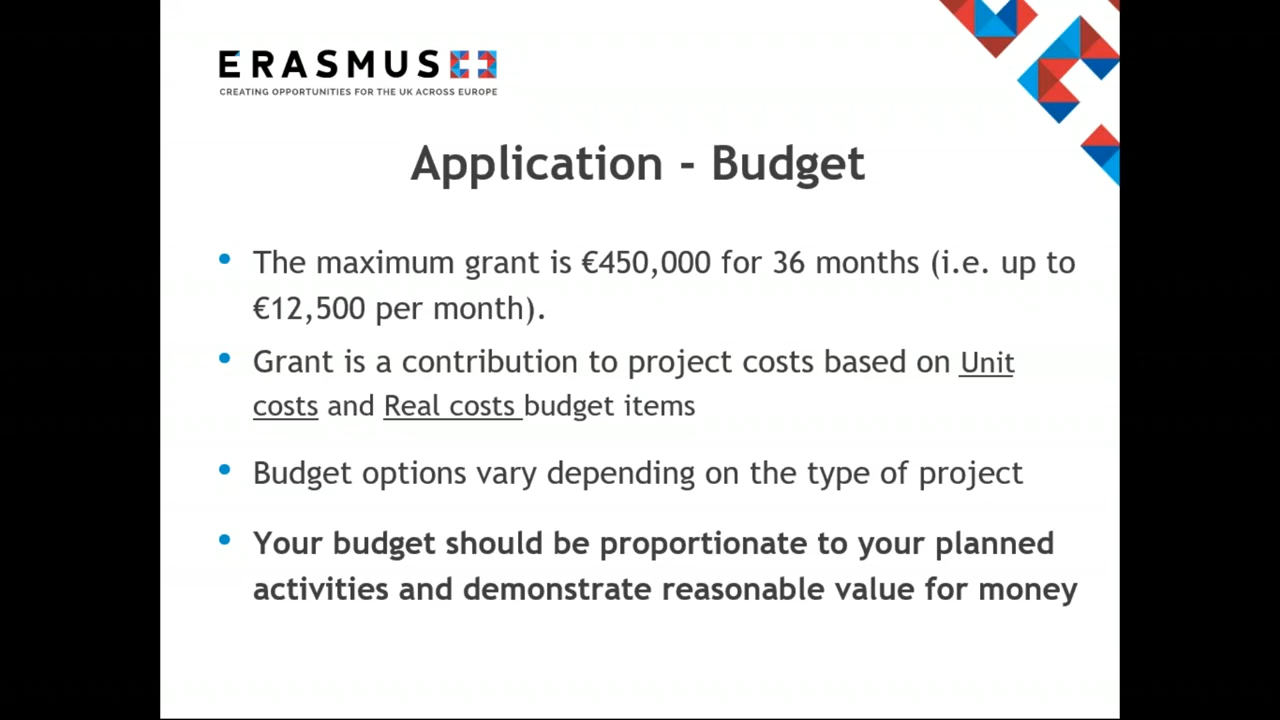 ERASMUS
CREATING OPPORTUNITIES FOR THE UK ACROSS EUROPE
Application - Budget
• The maximum grant is €450,000 for 36 months (i.e. up to
€12,500 per month).
• Grant is a contribution to project costs based on Unit
costs and Real costs budget items
• Budget options vary depending on the type of project
• Your budget should be proportionate to your planned
activities and demonstrate reasonable value for money